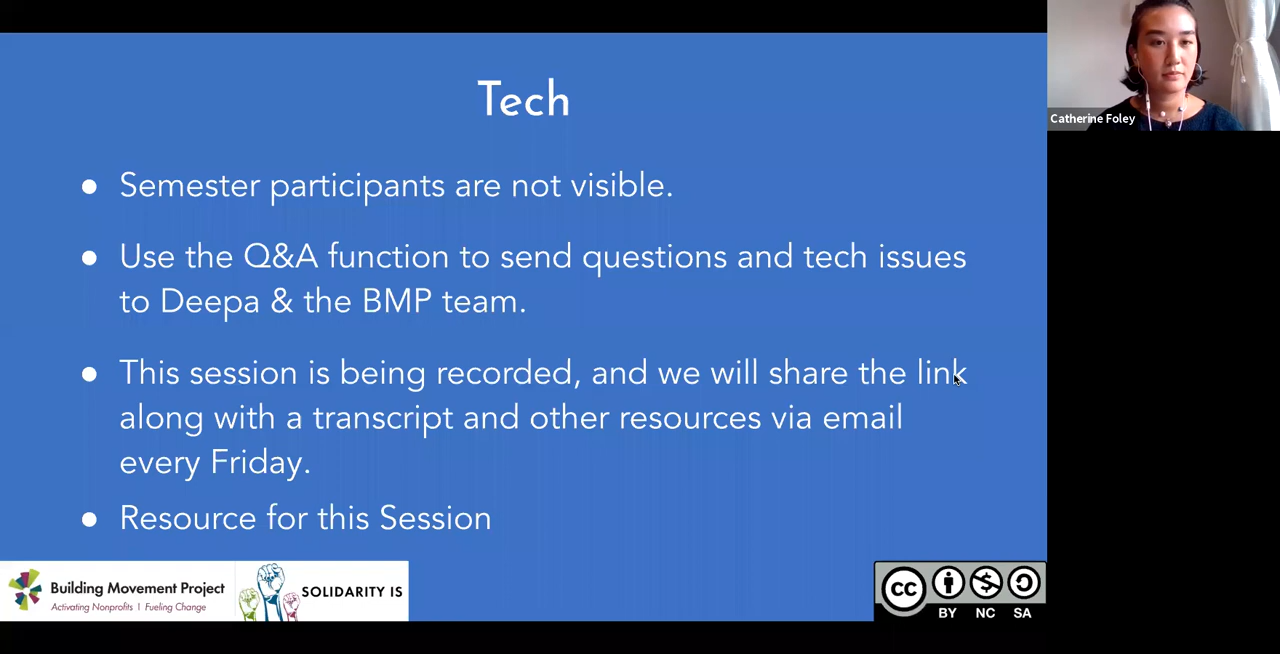 Tech
Catherine Foley
● Semester participants are not visible.
● Use the Q&A function to send questions and tech issues
to Deepa & the BMP team.
● This session is being recorded, and we will share the link
along with a transcript and other resources via email
every Friday.
● Resource for this Session
Building Movement Project
Activating Nonprofits | Fueling Change
SOLIDARITY IS
CC
BY NC SA